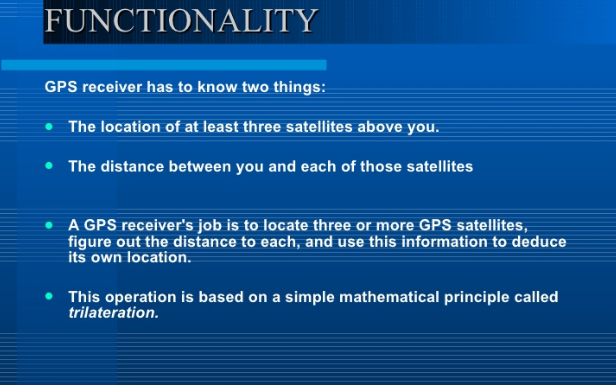 FUNCTIONALITY
GPS receiver has to know two things:
The location of at least three satellites above you.
The distance between you and each of those satellites
A GPS receiver's job is to locate three or more GPS satellites,
figure out the distance to each, and use this information to deduce
its own location.
This operation is based on a simple mathematical principle called
trilateration.